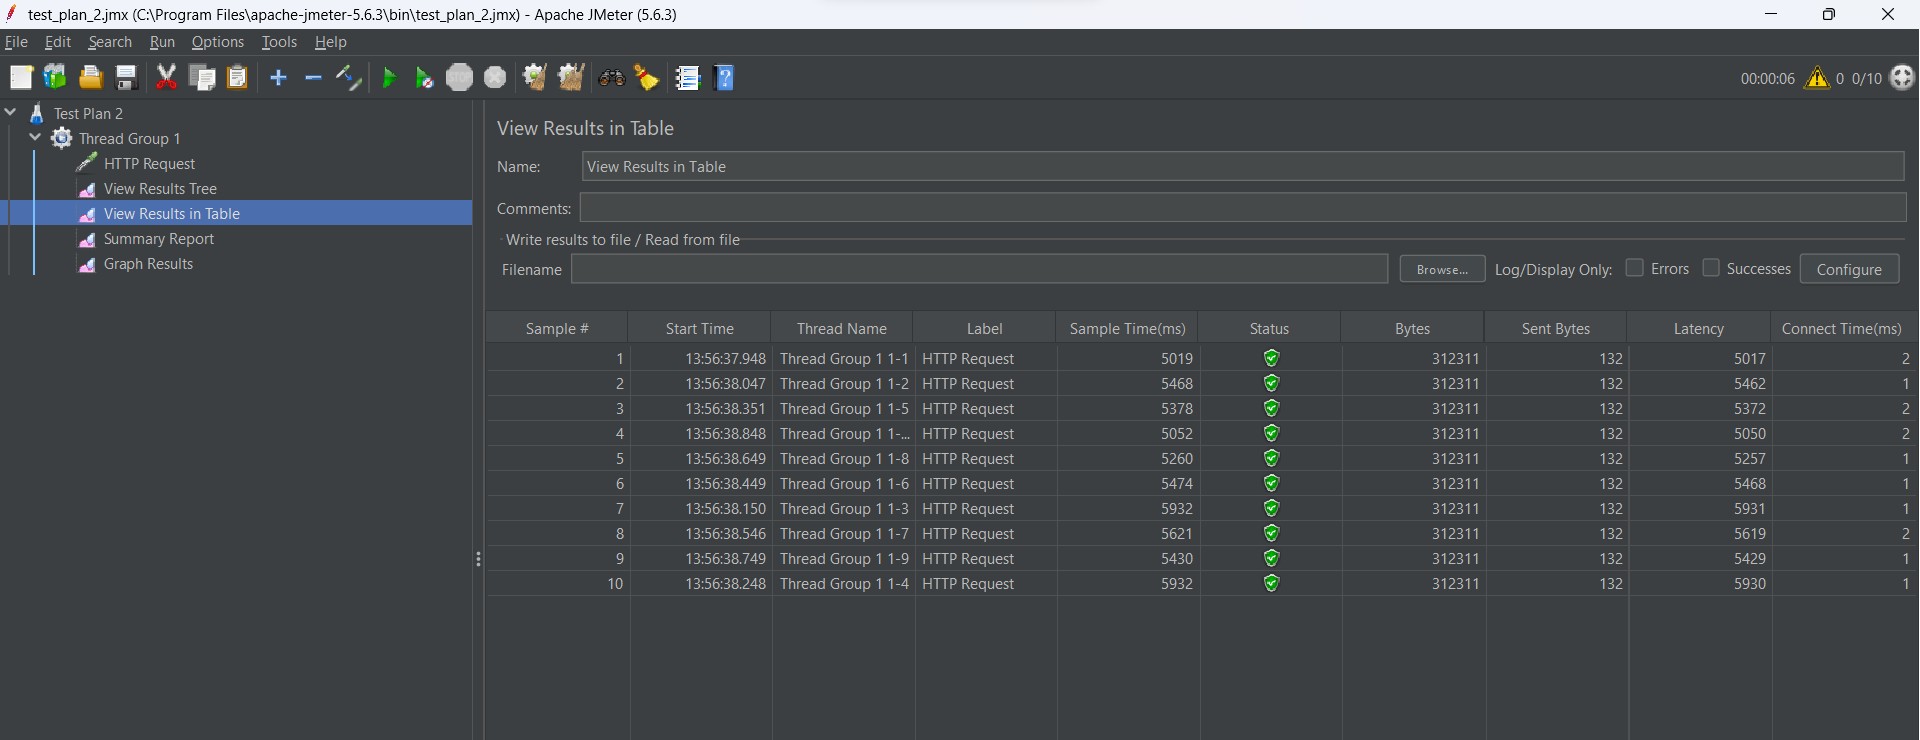 test_plan_2.jmx (C:\Program Files\apache-jmeter-5.6.3\bin\test_plan_2.jmx) - Apache JMeter (5.6.3)
File Edit Search Run Options Tools Help
STOP 00:00:06 0 0/10
Test Plan 2
Thread Group 1
HTTP Request
View Results Tree
View Results in Table
Summary Report
Graph Results
View Results in Table
Name: View Results in Table
Comments:
Write results to file / Read from file
Filename Browse... Log/Display Only: Errors Successes Configure
Sample # Start Time Thread Name Label Sample Time(ms) Status Bytes Sent Bytes Latency Connect Time(ms)
1 13:56:37.948 Thread Group 1 1-1 HTTP Request 5019 312311 132 5017 2
2 13:56:38.047 Thread Group 1 1-2 HTTP Request 5468 312311 132 5462 1
3 13:56:38.351 Thread Group 1 1-5 HTTP Request 5378 312311 132 5372 2
4 13:56:38.848 Thread Group 1 1-... HTTP Request 5052 312311 132 5050 2
5 13:56:38.649 Thread Group 1 1-8 HTTP Request 5260 312311 132 5257 1
6 13:56:38.449 Thread Group 1 1-6 HTTP Request 5474 312311 132 5468 1
7 13:56:38.150 Thread Group 1 1-3 HTTP Request 5932 312311 132 5931 1
8 13:56:38.546 Thread Group 1 1-7 HTTP Request 5621 312311 132 5619 2
9 13:56:38.749 Thread Group 1 1-9 HTTP Request 5430 312311 132 5429 1
10 13:56:38.248 Thread Group 1 1-4 HTTP Request 5932 312311 132 5930 1